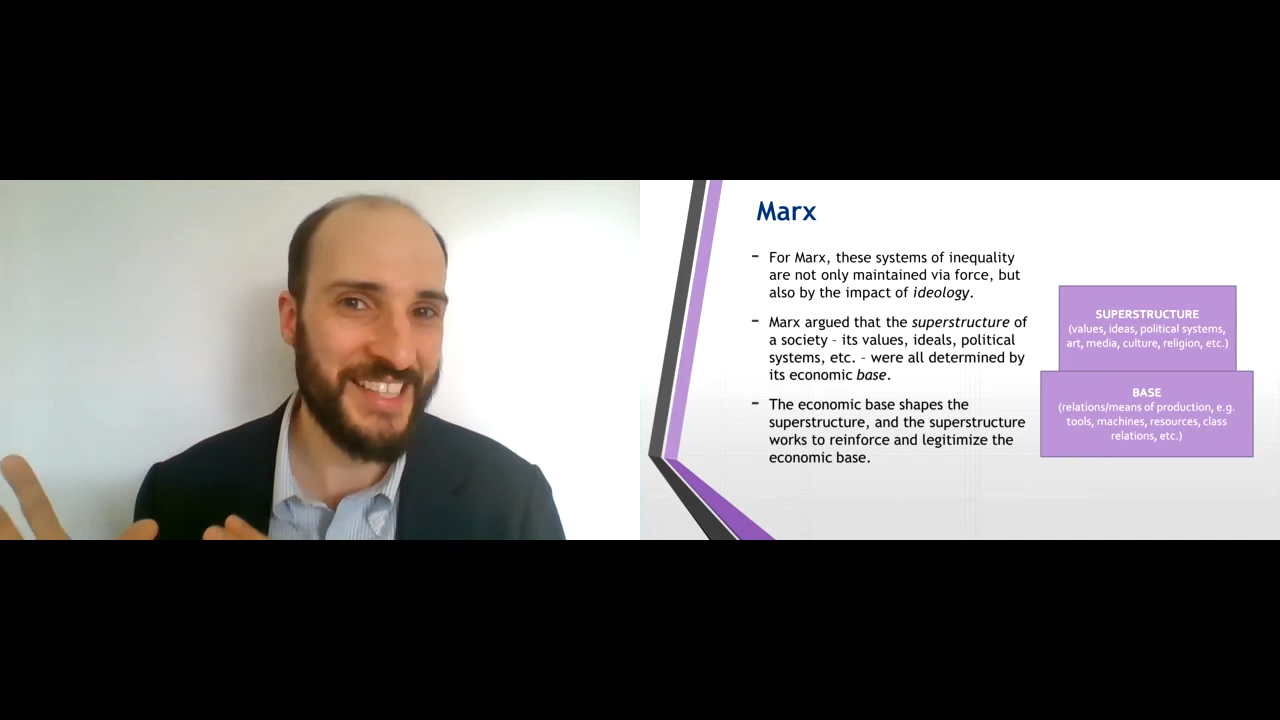 Marx
- For Marx, these systems of inequality
are not only maintained via force, but
also by the impact of ideology.
- Marx argued that the superstructure of
a society – its values, ideals, political
systems, etc. – were all determined by
its economic base.
- The economic base shapes the
superstructure, and the superstructure
works to reinforce and legitimize the
economic base.
SUPERSTRUCTURE
(values, ideas, political systems,
art, media, culture, religion, etc.)
BASE
(relations/means of production, e.g.
tools, machines, resources, class
relations, etc.)